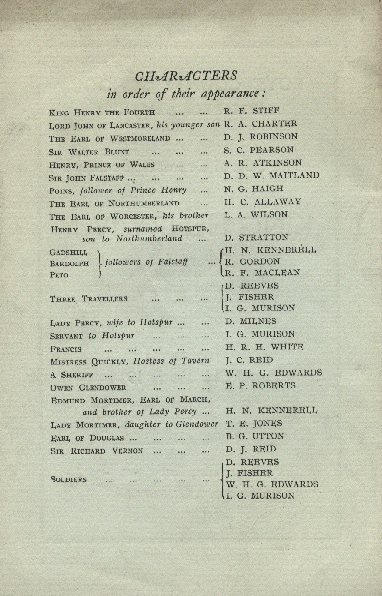 CHARACTERS
in order of their appearance :
KING HENRY THE FOURTH ... ... R. F. STIFF
LORD JOHN OF LANCASTER, his younger son R. A. CHARTER
THE EARL OF WESTMORELAND ... ... D. J. ROBINSON
SIR WALTER BLUNT ... ... ... S. C. PEARSON
HENRY, PRINCE OF WALES ... A. R. ATKINSON
SIR JOHN FALSTAFF ... ... ... D. D. W. MAITLAND
POINS, follower of Prince Henry ... N. G. HAIGH
THE EARL OF NORTHUMBERLAND ... H. C. ALLAWAY
THE EARL OF WORCESTER, his brother L. A. WILSON
HENRY PERCY, surnamed HOTSPUR,
son to Northumberland ... D. STRATTON
GADSHILL H. N. KENNERELL
BARDOLPH followers of Falstaff ... R. GORDON
PETO R. F. MACLEAN
D. REEVES
THREE TRAVELLERS ... ... ... J. FISHER
I. G. MURISON
LADY PERCY, wife to Hotspur ... ... D. MILNES
SERVANT to Hotspur ... ... I. G. MURISON
FRANCIS ... ... ... ... ... H. R. H. WHITE
MISTRESS QUICKLY, Hostess of Tavern J. C. REID
A SHERIFF ... ... ... ... W. H. G. EDWARDS
OWEN GLENDOWER ... ... ... E. P. ROBERTS
EDMUND MORTIMER, EARL OF MARCH,
and brother of Lady Percy ... H. N. KENNERELL
LADY MORTIMER, daughter to Glendower T. E. JONES
EARL OF DOUGLAS ... ... ... B. G. UTTON
SIR RICHARD VERNON ... ... ... D. J. REID
D. REEVES
J. FISHER
SOLDIERS ... ... ... ... ... W. H. G. EDWARDS
I. G. MURISON